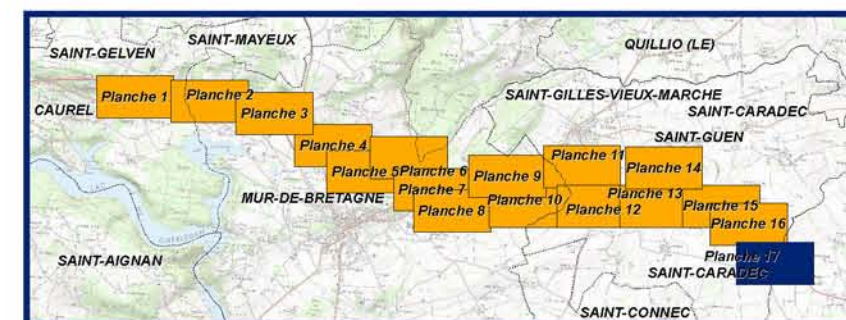 SAINT-MAYEUX
SAINT-GELVEN
QUILLIO (LE)
SAINT-GILLES-VIEUX-MARCHE
CAUREL
Planche 1
Planche 2
Planche 3
SAINT-CARADEC
SAINT-GUEN
Planche 4
Planche 5
Planche 6
Planche 7
Planche 8
Planche 9
Planche 10
Planche 11
Planche 12
Planche 13
Planche 14
Planche 15
Planche 16
MUR-DE-BRETAGNE
SAINT-AIGNAN
Planche 17
SAINT-CARADEC
SAINT-CONNEC